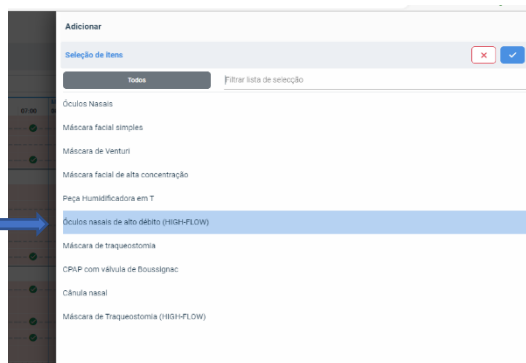 Adicionar
Seleção de Itens
Todos
Filtrar lista de selecção
07:00
Óculos Nasais
Máscara facial simples
Máscara de Venturi
Máscara facial de alta concentração
Peça Humidificadora em T
Óculos nasais de alto débito (HIGH-FLOW)
Máscara de traqueostomia
CPAP com válvula de Boussignac
Cânula nasal
Máscara de Traqueostomia (HIGH-FLOW)